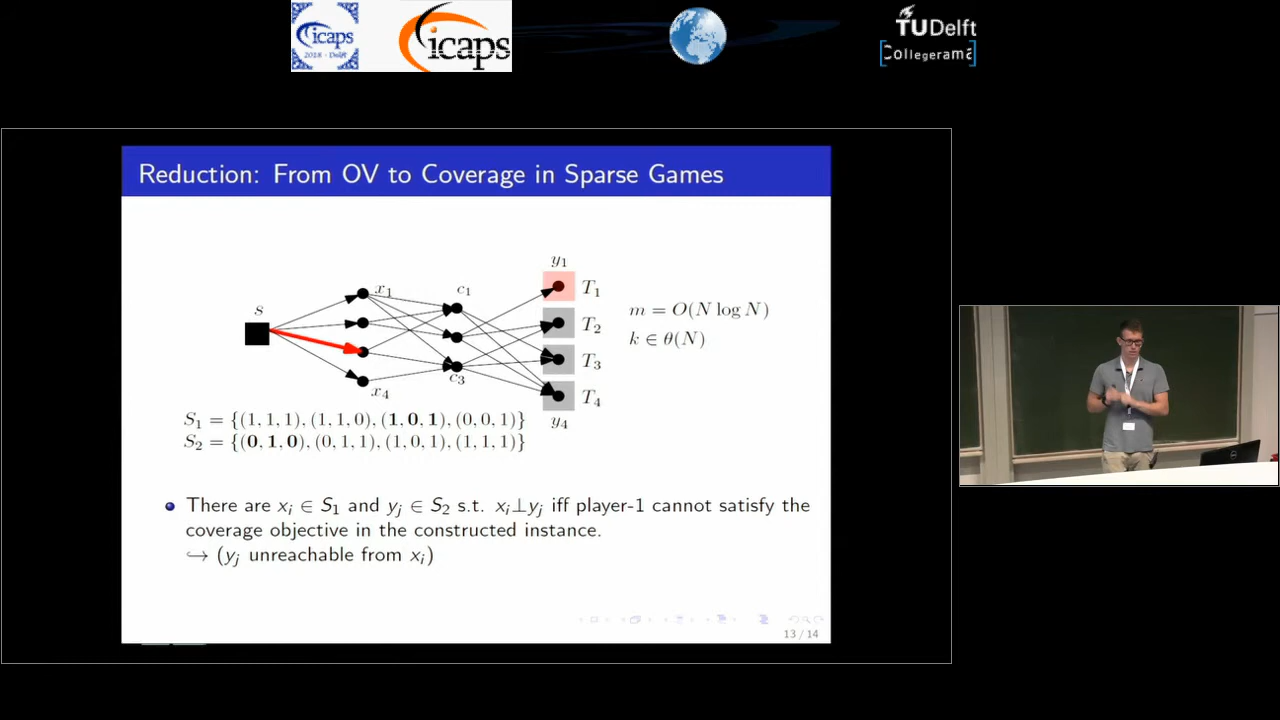 icaps
2018 · Delft
icaps
TUDelft
Collegerama
Reduction: From OV to Coverage in Sparse Games
s
x₁
x₄
c₁
c₃
y₁
T₁
T₂
T₃
T₄
y₄
m = O(N log N)
k ∈ θ(N)
S₁ = {(1, 1, 1), (1, 1, 0), (1, 0, 1), (0, 0, 1)}
S₂ = {(0, 1, 0), (0, 1, 1), (1, 0, 1), (1, 1, 1)}
There are xᵢ ∈ S₁ and yⱼ ∈ S₂ s.t. xᵢ⊥yⱼ iff player-1 cannot satisfy the
coverage objective in the constructed instance.
↪ (yⱼ unreachable from xᵢ)
13 / 14